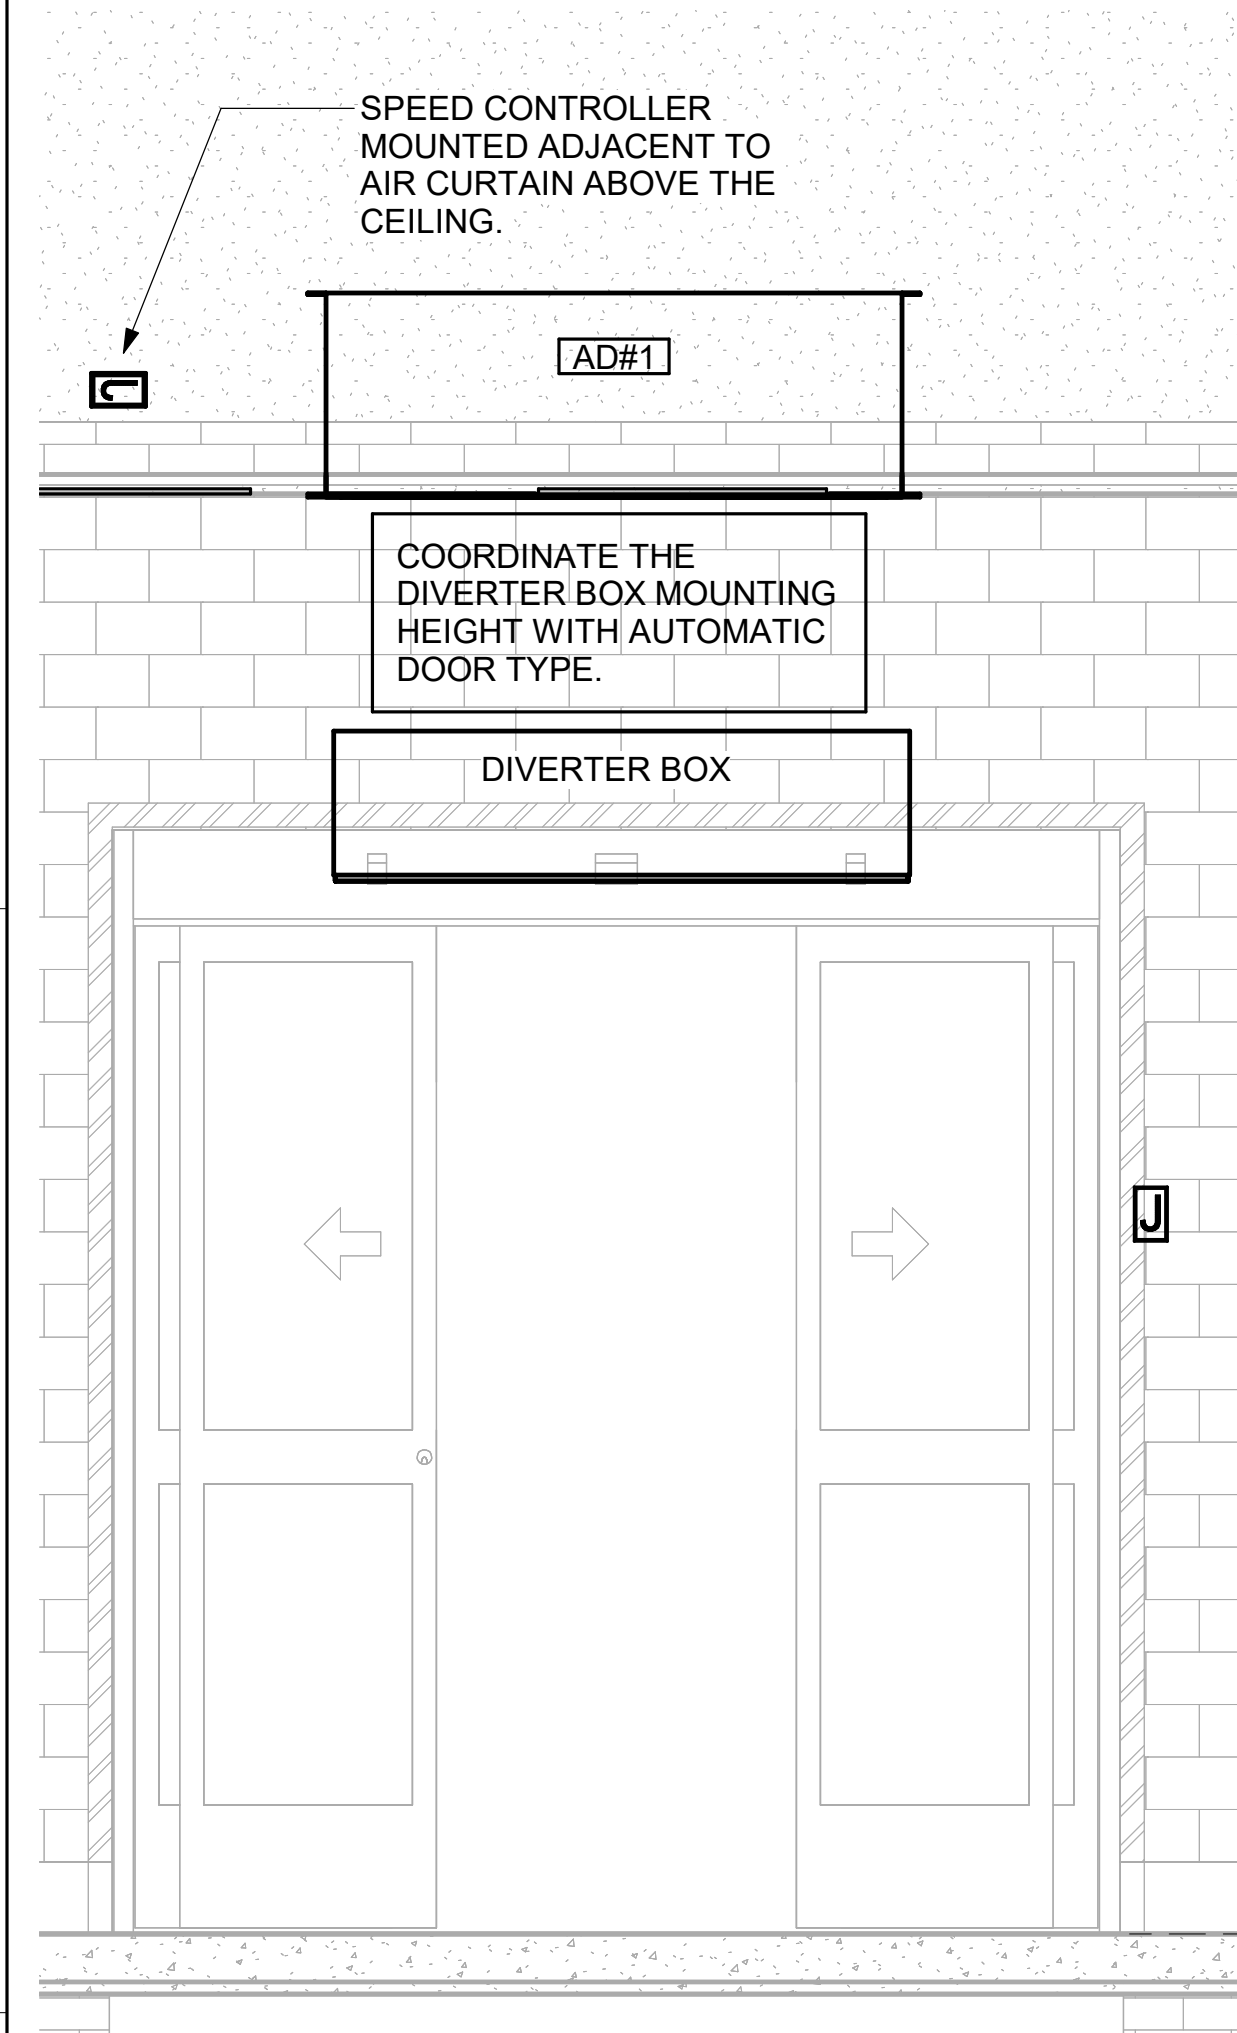 SPEED CONTROLLER
MOUNTED ADJACENT TO
AIR CURTAIN ABOVE THE
CEILING.
AD#1
J
COORDINATE THE
DIVERTER BOX MOUNTING
HEIGHT WITH AUTOMATIC
DOOR TYPE.
DIVERTER BOX
J